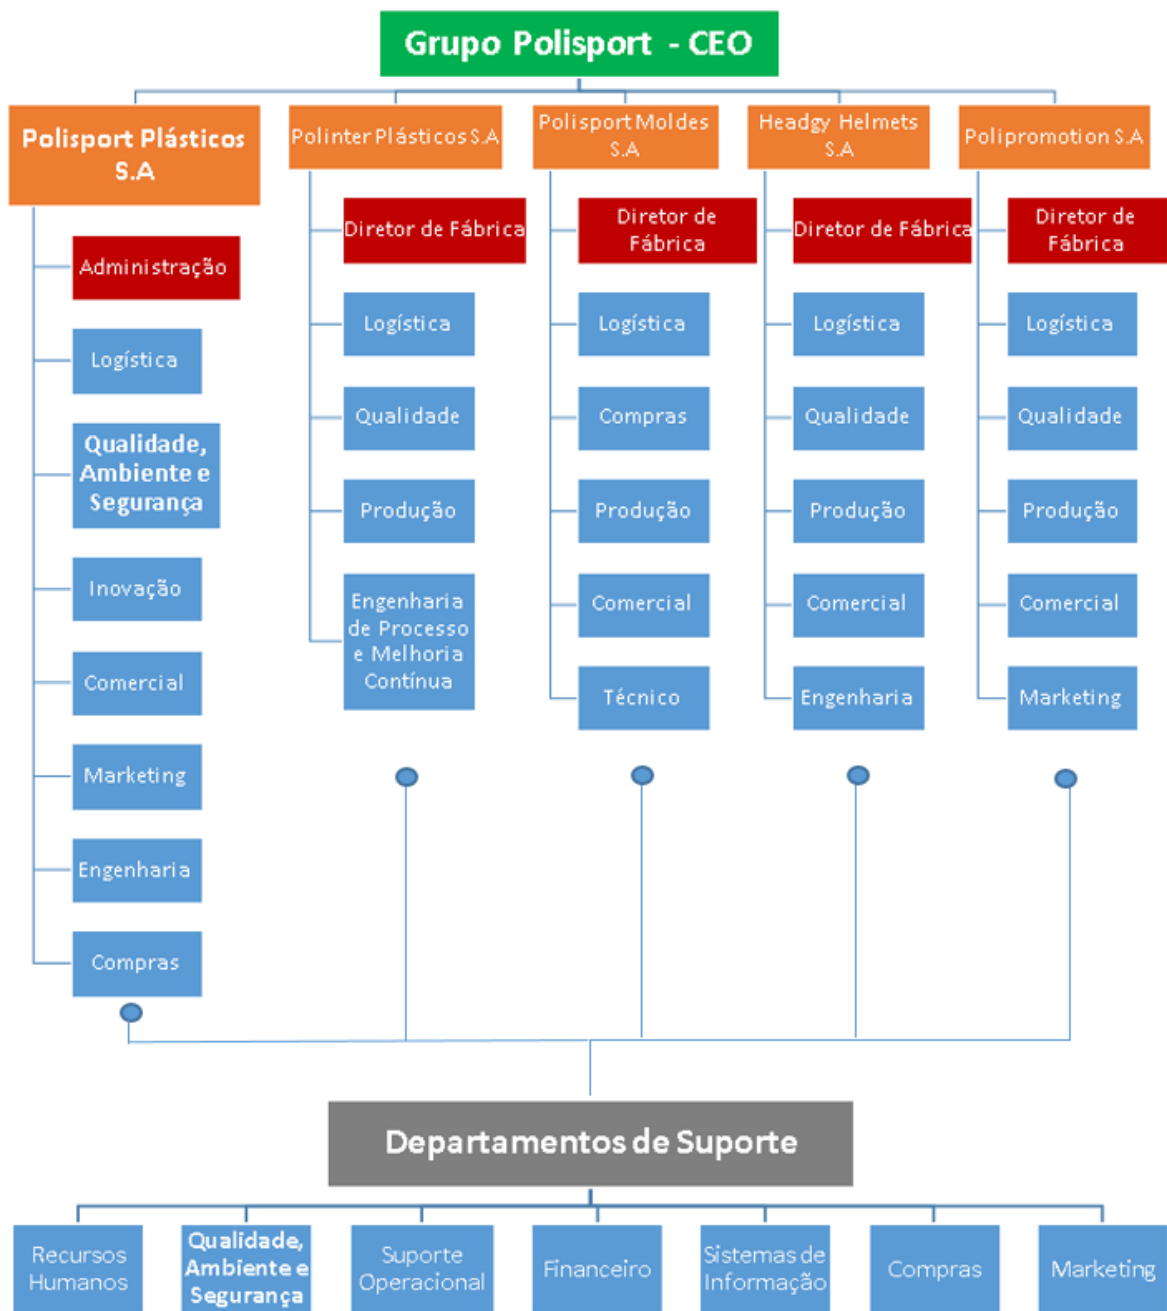 Grupo Polisport - CEO
Polisport Plásticos
S.A
Administração
Logística
Qualidade,
Ambiente e
Segurança
Inovação
Comercial
Marketing
Engenharia
Compras
Polinter Plásticos S.A
Diretor de Fábrica
Logística
Qualidade
Produção
Engenharia
de Processo
e Melhoria
Contínua
Polisport Moldes
S.A
Diretor de
Fábrica
Logística
Compras
Produção
Comercial
Técnico
Headgy Helmets
S.A
Diretor de Fábrica
Logística
Qualidade
Produção
Comercial
Engenharia
Polipromotion S.A
Diretor de
Fábrica
Logística
Qualidade
Produção
Comercial
Marketing
Departamentos de Suporte
Recursos
Humanos
Qualidade,
Ambiente e
Segurança
Suporte
Operacional
Financeiro
Sistemas de
Informação
Compras
Marketing